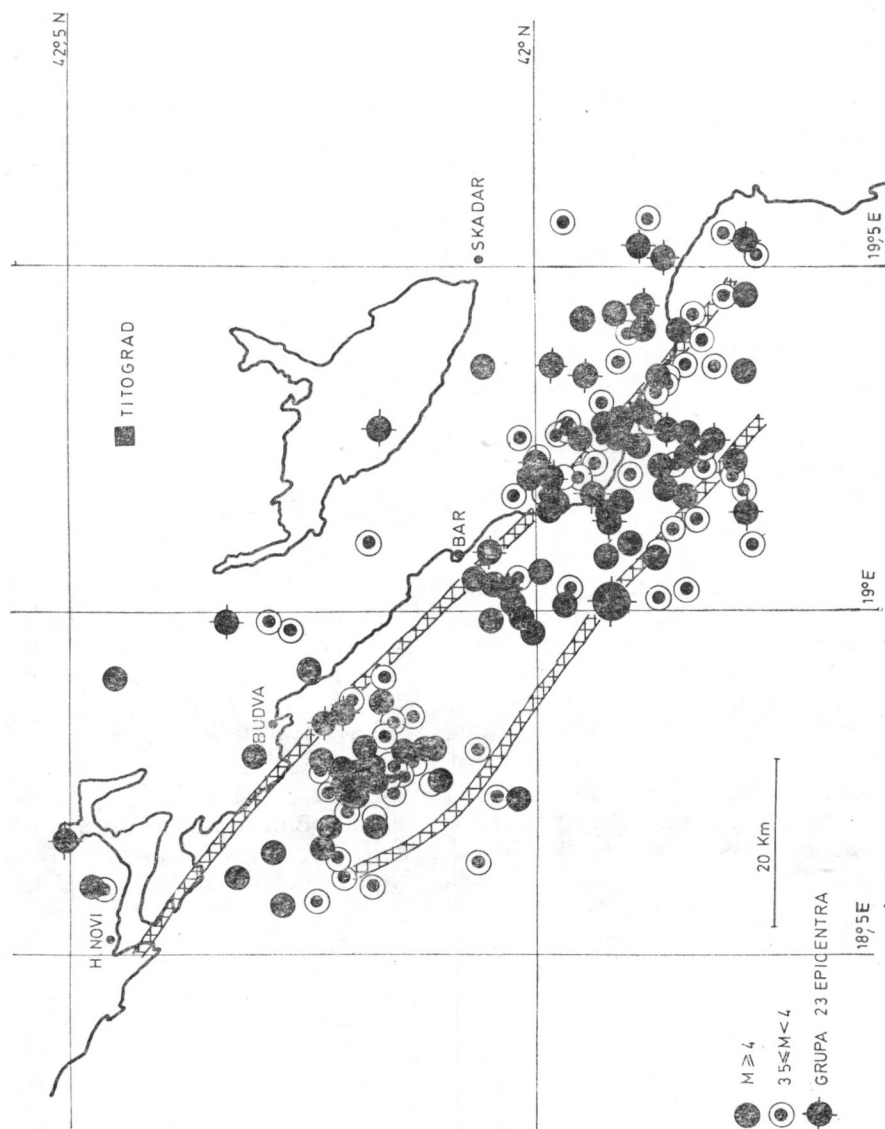 42°,5 N
42° N
TITOGRAD
SKADAR
19°,5 E
BAR
19° E
BUDVA
H. NOVI
18°,5 E
20 Km
M ≥ 4
3 5 ≤ M < 4
GRUPA 23 EPICENTRA